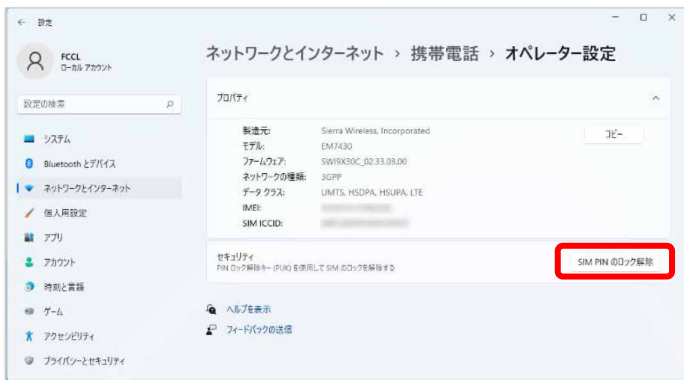 ← 設定
FCCL
ローカル アカウント
設定の検索
システム
Bluetooth とデバイス
ネットワークとインターネット
個人用設定
アプリ
アカウント
時刻と言語
ゲーム
アクセシビリティ
プライバシーとセキュリティ
ネットワークとインターネット › 携帯電話 › オペレーター設定
プロパティ
製造元: Sierra Wireless, Incorporated
コピー
モデル: EM7430
ファームウェア: SWI9X30C_02.33.03.00
ネットワークの種類: 3GPP
データ クラス: UMTS, HSDPA, HSUPA, LTE
IMEI:
SIM ICCID:
セキュリティ
PIN ロック解除キー (PUK) を使用して SIM のロックを解除する
SIM PIN のロック解除
ヘルプを表示
フィードバックの送信